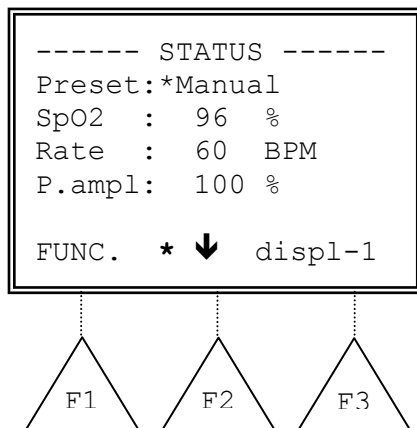 ------ STATUS ------
Preset:*Manual
SpO2  :  96  %
Rate  :  60  BPM
P.ampl:  100 %
FUNC.  * 🡻  displ-1
F1 F2 F3